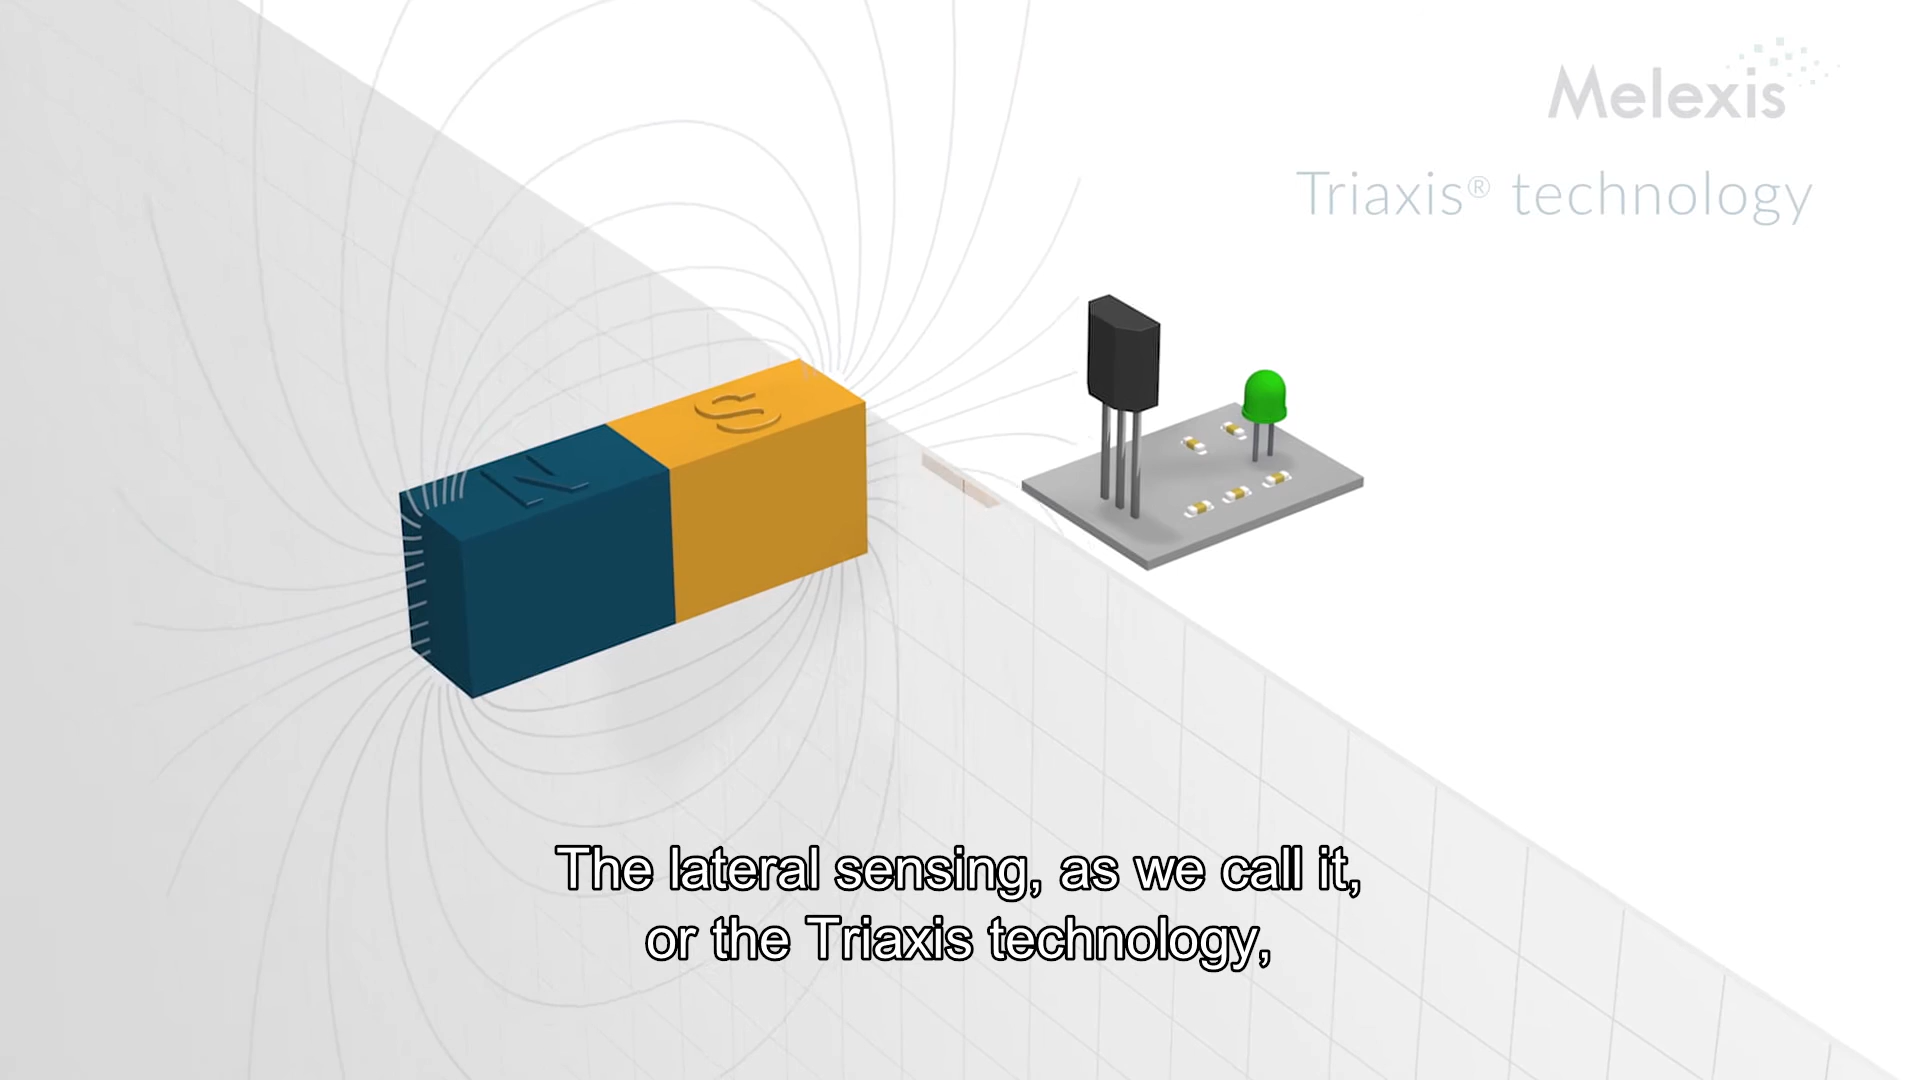 Melexis
Triaxis® technology
S
N
The lateral sensing, as we call it,
or the Triaxis technology,